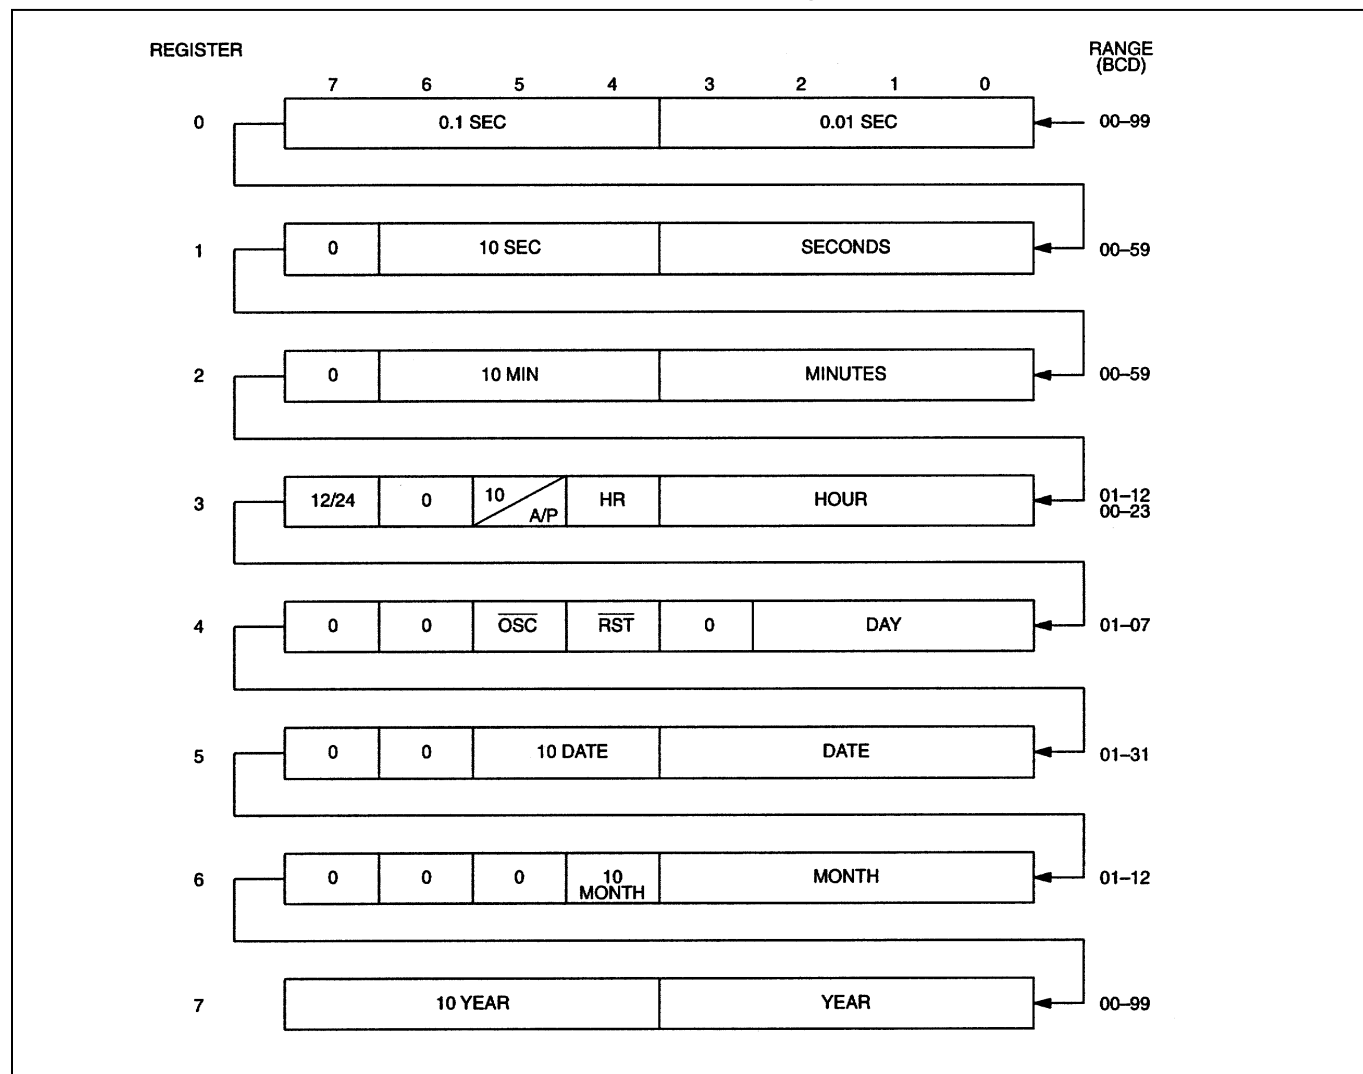 REGISTER
RANGE
(BCD)
7 6 5 4 3 2 1 0
0 0.1 SEC 0.01 SEC 00–99
1 0 10 SEC SECONDS 00–59
2 0 10 MIN MINUTES 00–59
3 12/24 0 10 A/P HR HOUR 01–12
00–23
4 0 0 OSC RST 0 DAY 01–07
5 0 0 10 DATE DATE 01–31
6 0 0 0 10 MONTH MONTH 01–12
7 10 YEAR YEAR 00–99